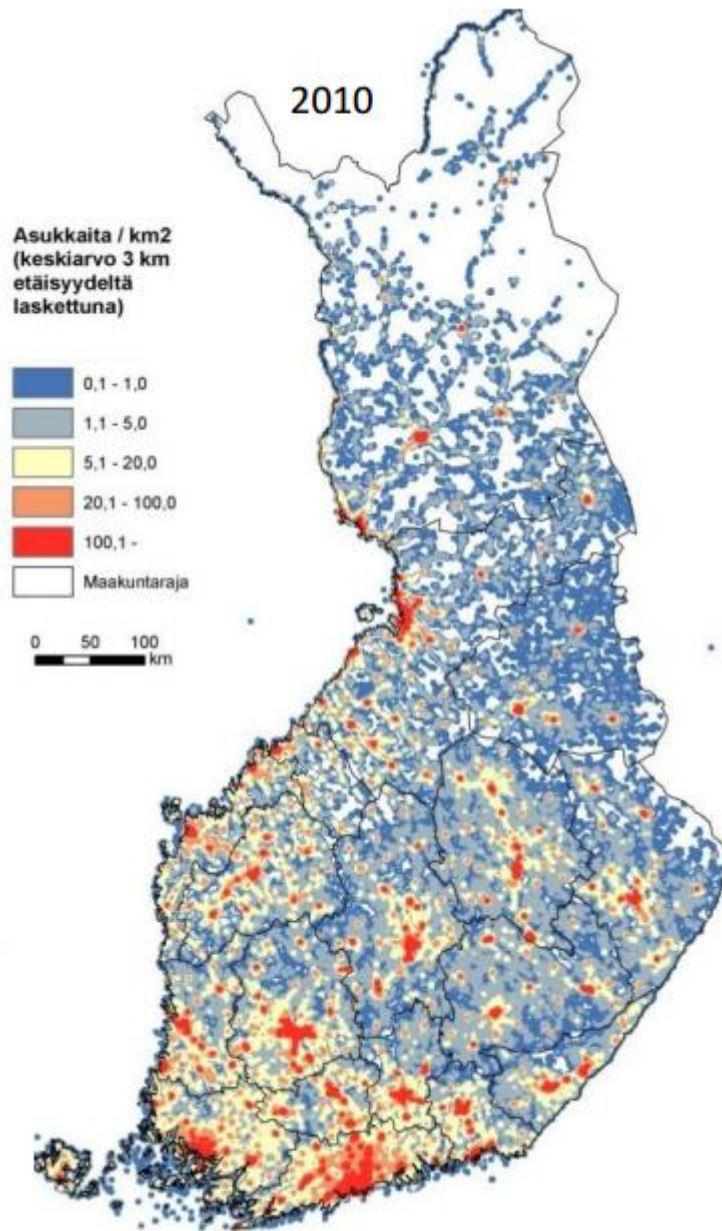 2010
Asukkaita / km2
(keskiarvo 3 km
etäisyydeltä
laskettuna)
0,1 - 1,0
1,1 - 5,0
5,1 - 20,0
20,1 - 100,0
100,1 -
Maakuntaraja
0 50 100
km